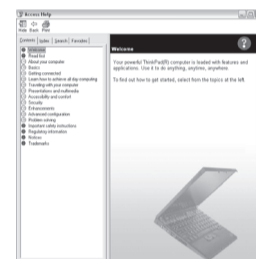 Access Help
Hide Back Print
Contents Index Search Favorites
Welcome
Read first
About your computer
Basics
Getting connected
Learn how to achieve all-day computing
Traveling with your computer
Presentations and multimedia
Accessibility and comfort
Security
Enhancements
Advanced configuration
Problem solving
Important safety instructions
Regulatory information
Notices
Trademarks
Welcome
Your powerful ThinkPad(R) computer is loaded with features and
applications. Use it to do anything, anytime, anywhere.
To find out how to get started, select from the topics at the left.